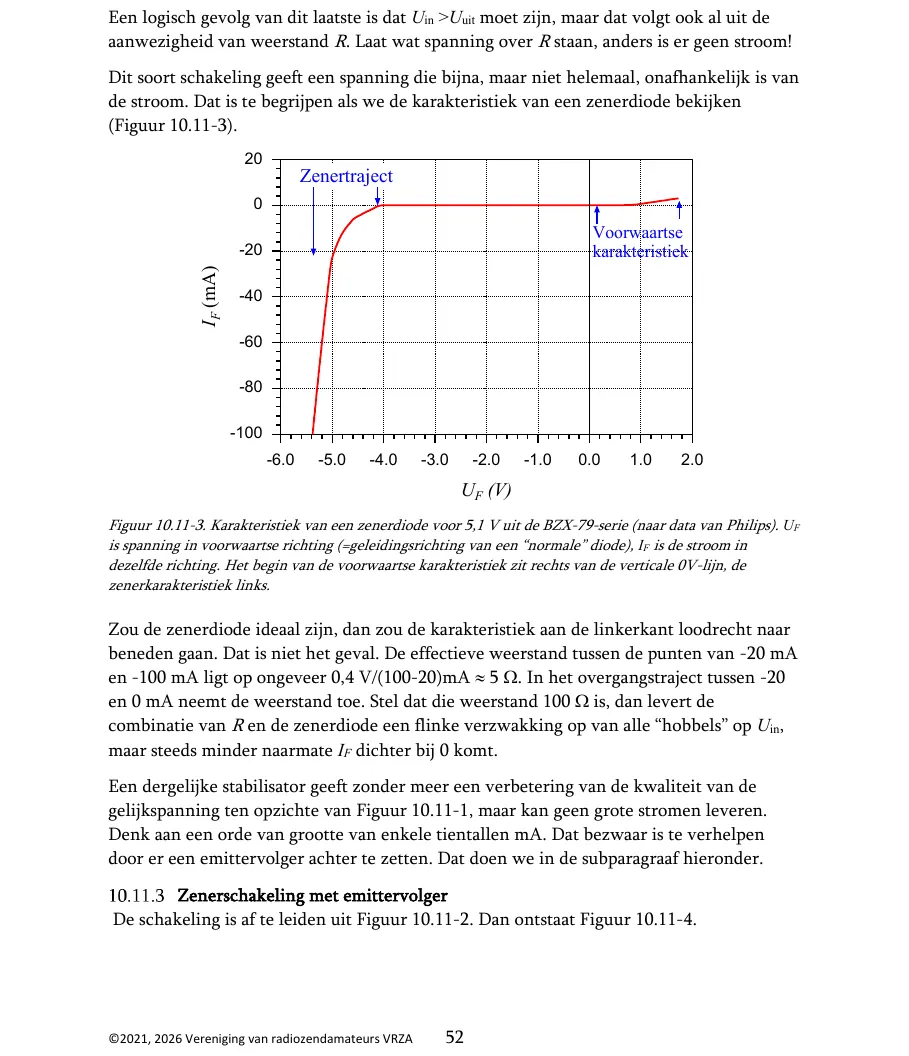 Een logisch gevolg van dit laatste is dat Uin >Uuit moet zijn, maar dat volgt ook al uit de
aanwezigheid van weerstand R. Laat wat spanning over R staan, anders is er geen stroom!
Dit soort schakeling geeft een spanning die bijna, maar niet helemaal, onafhankelijk is van
de stroom. Dat is te begrijpen als we de karakteristiek van een zenerdiode bekijken
(Figuur 10.11-3).
20
Zenertraject
0
Voorwaartse
-20
karakteristiek
IF (mA)
-40
-60
-80
-100
-6.0 -5.0 -4.0 -3.0 -2.0 -1.0 0.0 1.0 2.0
UF (V)
Figuur 10.11-3. Karakteristiek van een zenerdiode voor 5,1 V uit de BZX-79-serie (naar data van Philips). UF
is spanning in voorwaartse richting (=geleidingsrichting van een “normale” diode), IF is de stroom in
dezelfde richting. Het begin van de voorwaartse karakteristiek zit rechts van de verticale 0V-lijn, de
zenerkarakteristiek links.
Zou de zenerdiode ideaal zijn, dan zou de karakteristiek aan de linkerkant loodrecht naar
beneden gaan. Dat is niet het geval. De effectieve weerstand tussen de punten van -20 mA
en -100 mA ligt op ongeveer 0,4 V/(100-20)mA ≈ 5 Ω. In het overgangstraject tussen -20
en 0 mA neemt de weerstand toe. Stel dat die weerstand 100 Ω is, dan levert de
combinatie van R en de zenerdiode een flinke verzwakking op van alle “hobbels” op Uin,
maar steeds minder naarmate IF dichter bij 0 komt.
Een dergelijke stabilisator geeft zonder meer een verbetering van de kwaliteit van de
gelijkspanning ten opzichte van Figuur 10.11-1, maar kan geen grote stromen leveren.
Denk aan een orde van grootte van enkele tientallen mA. Dat bezwaar is te verhelpen
door er een emittervolger achter te zetten. Dat doen we in de subparagraaf hieronder.
10.11.3 Zenerschakeling met emittervolger
De schakeling is af te leiden uit Figuur 10.11-2. Dan ontstaat Figuur 10.11-4.
©2021, 2026 Vereniging van radiozendamateurs VRZA 52